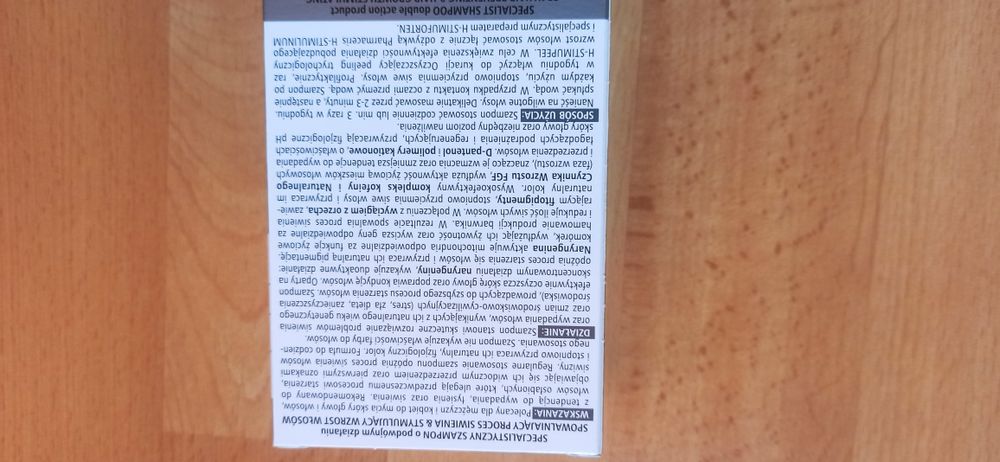 SPECJALISTYCZNY SZAMPON o podwójnym działaniu
SPOWALNIAJĄCY PROCES SIWIENIA & STYMULUJĄCY WZROST WŁOSÓW
WSKAZANIA: Polecany dla mężczyzn i kobiet do mycia skóry głowy i włosów,
z tendencją do wypadania, łysienia oraz siwienia. Rekomendowany do
włosów osłabionych, które ulegają przedwczesnemu procesowi starzenia,
objawiając się ich widocznym przerzedzeniem oraz pierwszymi oznakami
siwizny. Regularne stosowanie szamponu opóźnia proces siwienia włosów
i stopniowo przywraca ich naturalny, fizjologiczny kolor. Formuła do codzien-
nego stosowania. Szampon nie wykazuje właściwości farby do włosów.
DZIAŁANIE: Szampon stanowi skuteczne rozwiązanie problemów siwienia
oraz wypadania włosów, wynikających z ich naturalnego wieku genetycznego
oraz zmian środowiskowo-cywilizacyjnych (stres, zła dieta, zanieczyszczenia
środowiska), prowadzących do szybszego procesu starzenia włosów. Szampon
efektywnie oczyszcza skórę głowy oraz poprawia kondycję włosów. Oparty na
skoncentrowanym działaniu naryngeniny, wykazuje duoaktywne działanie:
opóźnia proces starzenia się włosów i przywraca ich naturalną pigmentację.
Naryngenina aktywuje mitochondria odpowiedzialne za funkcje życiowe
komórek, wydłużając ich żywotność oraz wycisza geny odpowiedzialne za
hamowanie produkcji barwnika. W rezultacie spowalnia proces siwienia
i redukuje ilość siwych włosów. W połączeniu z wyciągiem z orzecha, zawie-
rającym fitopigmenty, stopniowo przyciemnia siwe włosy i przywraca im
naturalny kolor. Wysokoefektywny kompleks kofeiny i Naturalnego
Czynnika Wzrostu FGF, wydłuża aktywność życiową mieszków włosowych
(fazę wzrostu), znacząco je wzmacnia oraz zmniejsza tendencję do wypadania
i przerzedzenia włosów. D-pantenol i polimery kationowe, o właściwościach
łagodzących podrażnienia i regenerujących, przywracają fizjologiczne pH
skóry głowy oraz niezbędny poziom nawilżenia.
SPOSÓB UŻYCIA: Szampon stosować codziennie lub min. 3 razy w tygodniu.
Nanieść na wilgotne włosy. Delikatnie masować przez 2-3 minuty, a następnie
spłukać wodą. W przypadku kontaktu z oczami przemyć wodą. Szampon po
każdym użyciu, stopniowo przyciemnia siwe włosy. Profilaktycznie, raz
w tygodniu włączyć do kuracji Oczyszczający peeling trychologiczny
H-STIMUPEEL. W celu zwiększenia efektywności działania pobudzającego
wzrost włosów stosować łącznie z odżywką Pharmaceris H-STIMULINUM
i specjalistycznym preparatem H-STIMUFORTEN.
SPECIALIST SHAMPOO double action product